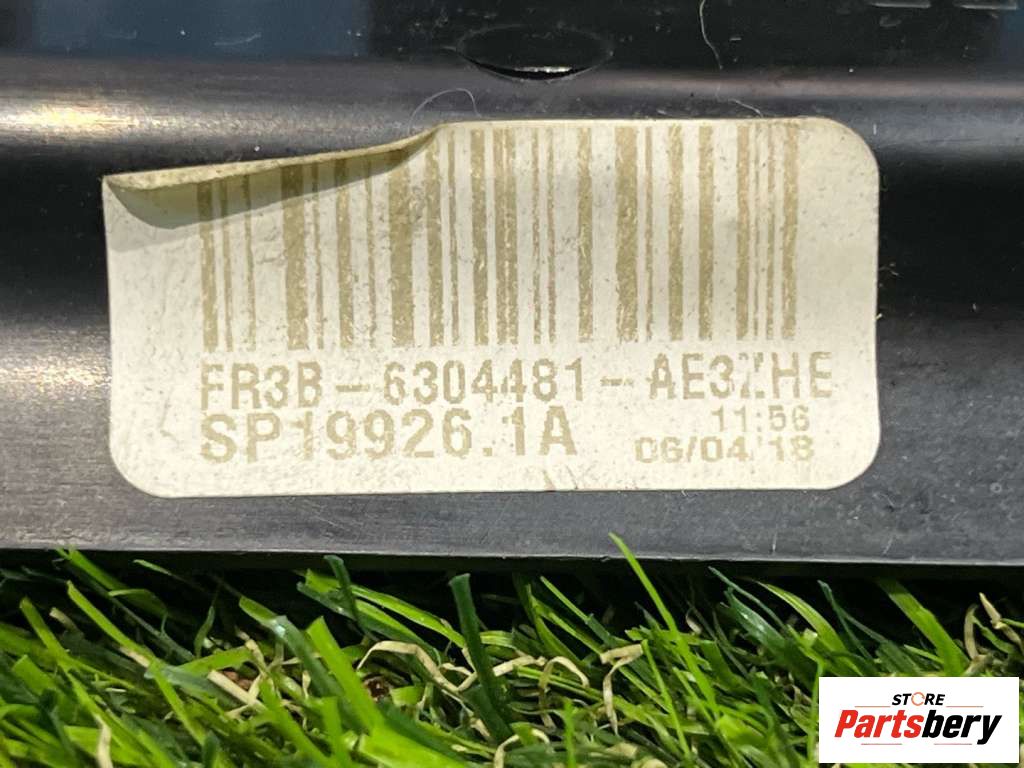 FR3B-6304481-AE3ZHE
SP19926.1A
11:56
06/04/18
STORE
Partsbery